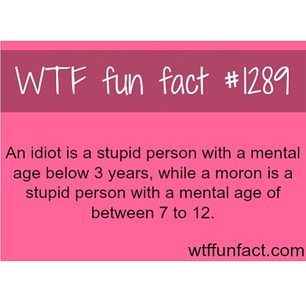 WTF fun fact #1289
An idiot is a stupid person with a mental
age below 3 years, while a moron is a
stupid person with a mental age of
between 7 to 12.
wtffunfact.com